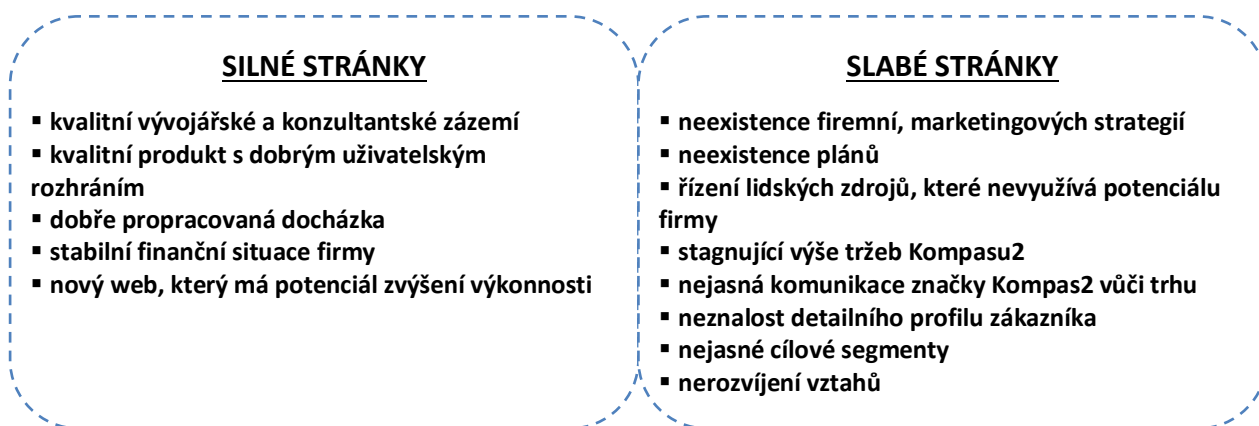 SILNÉ STRÁNKY
▪ kvalitní vývojářské a konzultantské zázemí
▪ kvalitní produkt s dobrým uživatelským
rozhráním
▪ dobře propracovaná docházka
▪ stabilní finanční situace firmy
▪ nový web, který má potenciál zvýšení výkonnosti
SLABÉ STRÁNKY
▪ neexistence firemní, marketingových strategií
▪ neexistence plánů
▪ řízení lidských zdrojů, které nevyužívá potenciálu
firmy
▪ stagnující výše tržeb Kompasu2
▪ nejasná komunikace značky Kompas2 vůči trhu
▪ neznalost detailního profilu zákazníka
▪ nejasné cílové segmenty
▪ nerozvíjení vztahů